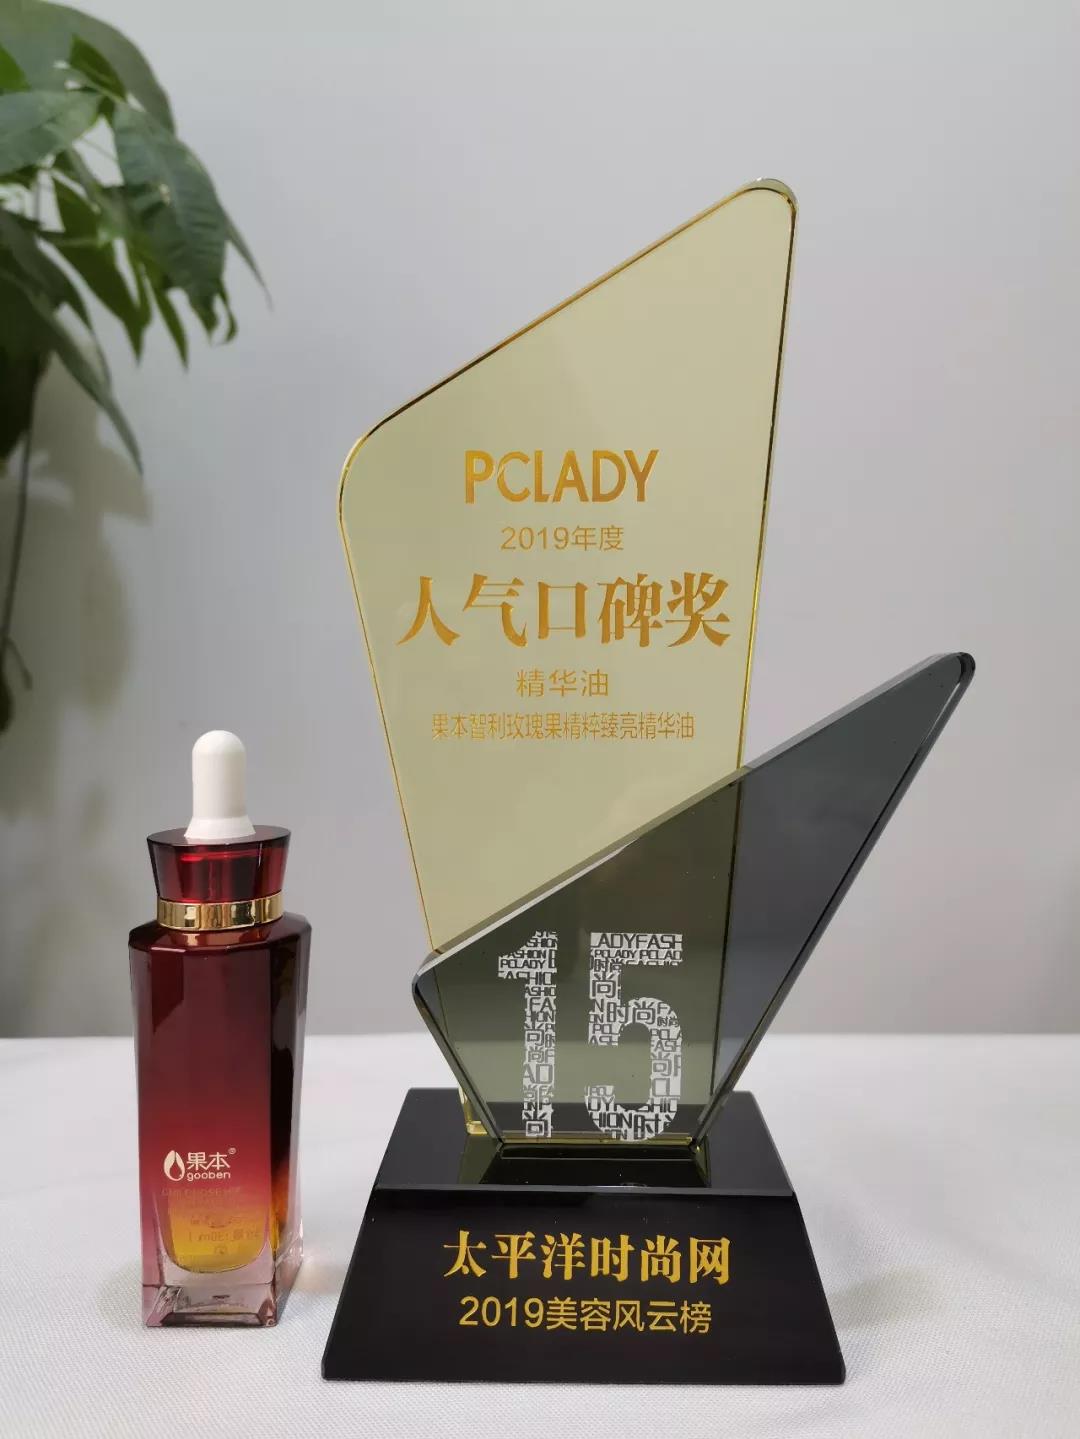 PCLADY
2019年度
人气口碑奖
精华油
果本智利玫瑰果精粹臻亮精华油
15
太平洋时尚网
2019美容风云榜
果本®
gooben